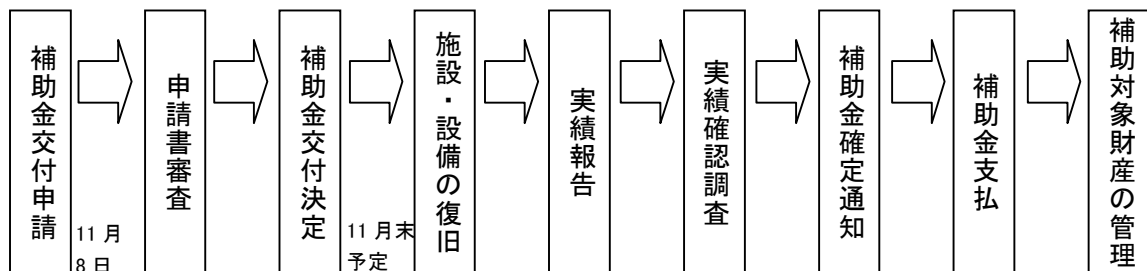 補助金交付申請
11月
8日
申請書審査
補助金交付決定
11月末
予定
施設・設備の復旧
実績報告
実績確認調査
補助金確定通知
補助金支払
補助対象財産の管理